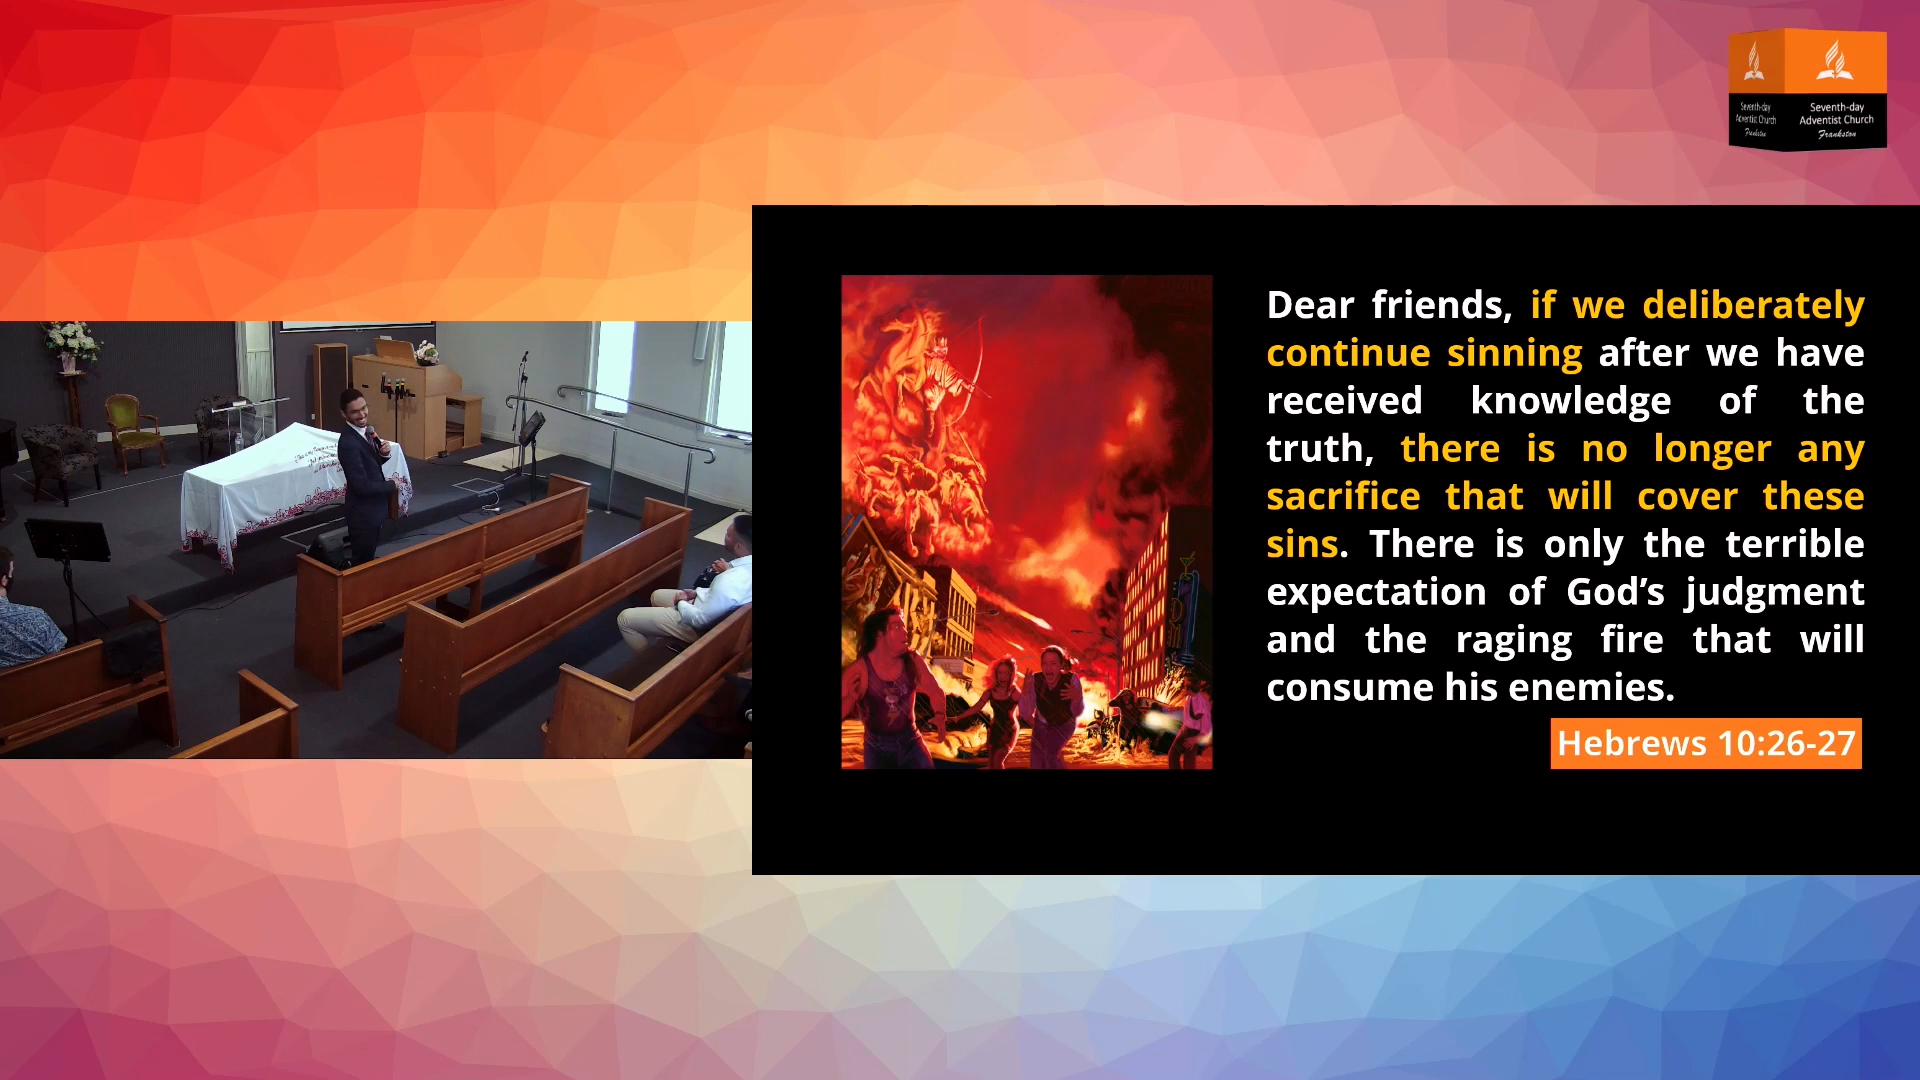 Seventh-day
Adventist Church
Frankston
Seventh-day
Adventist Church
Frankston
Dear friends, if we deliberately
continue sinning after we have
received knowledge of the
truth, there is no longer any
sacrifice that will cover these
sins. There is only the terrible
expectation of God’s judgment
and the raging fire that will
consume his enemies.
Hebrews 10:26-27